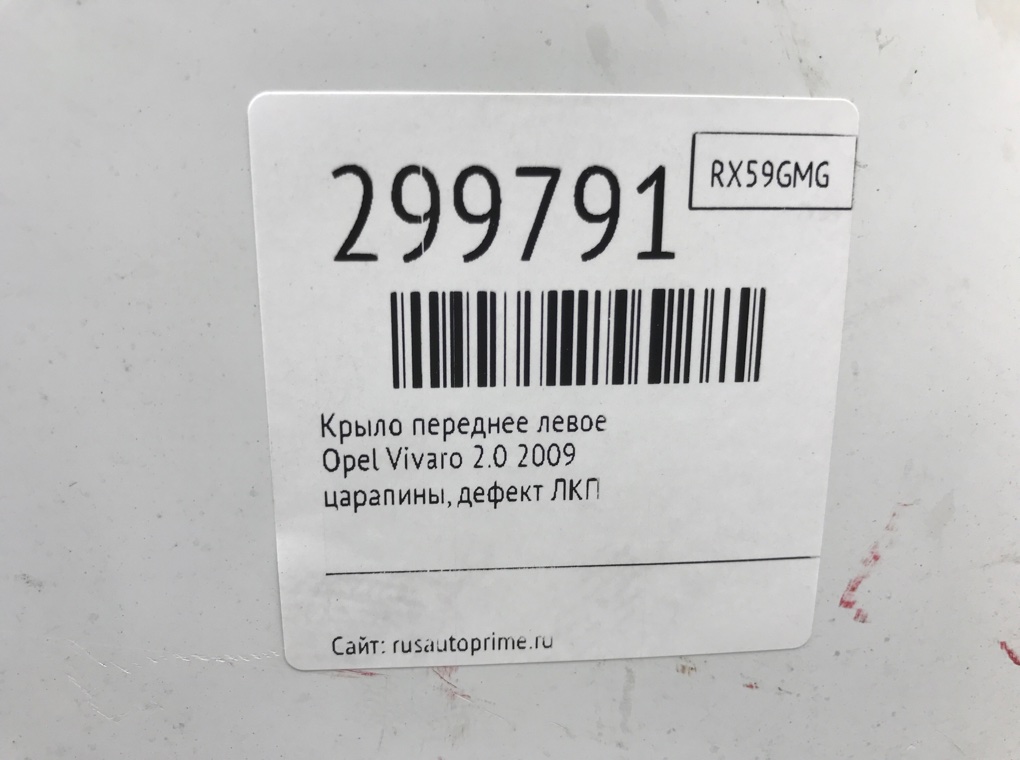 299791
RX59GMG
Крыло переднее левое
Opel Vivaro 2.0 2009
царапины, дефект ЛКП
Сайт: rusautoprime.ru